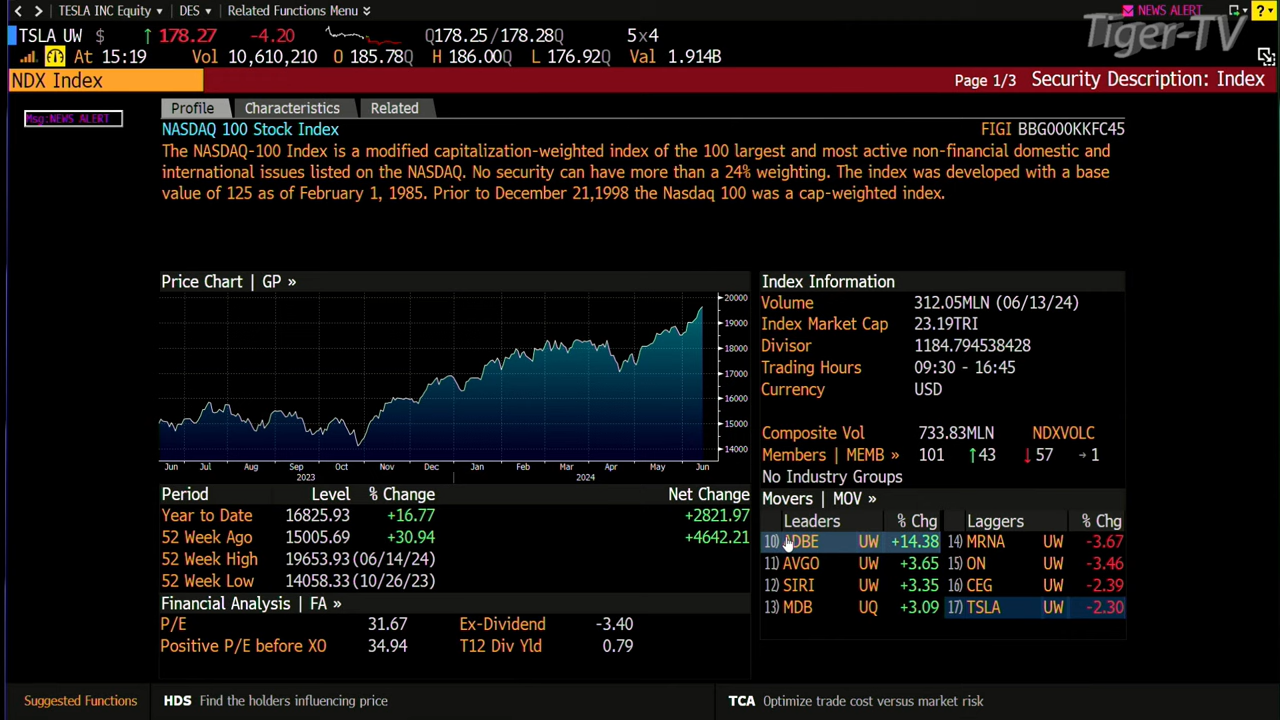 TESLA INC Equity DES Related Functions Menu NEWS ALERT ?
Tiger-TV
TSLA UW $ ↑ 178.27 -4.20 Q178.25/178.28Q 5x4
At 15:19 Vol 10,610,210 O 185.78Q H 186.00Q L 176.92Q Val 1.914B
NDX Index Page 1/3 Security Description: Index
Msg:NEWS ALERT
Profile Characteristics Related
NASDAQ 100 Stock Index FIGI BBG000KKFC45
The NASDAQ-100 Index is a modified capitalization-weighted index of the 100 largest and most active non-financial domestic and
international issues listed on the NASDAQ. No security can have more than a 24% weighting. The index was developed with a base
value of 125 as of February 1, 1985. Prior to December 21,1998 the Nasdaq 100 was a cap-weighted index.
Price Chart | GP »
20000
19000
18000
17000
16000
15000
14000
Jun Jul Aug Sep Oct Nov Dec Jan Feb Mar Apr May Jun
2023 2024
Period Level % Change Net Change
Year to Date 16825.93 +16.77 +2821.97
52 Week Ago 15005.69 +30.94 +4642.21
52 Week High 19653.93 (06/14/24)
52 Week Low 14058.33 (10/26/23)
Financial Analysis | FA »
P/E 31.67 Ex-Dividend -3.40
Positive P/E before XO 34.94 T12 Div Yld 0.79
Index Information
Volume 312.05MLN (06/13/24)
Index Market Cap 23.19TRI
Divisor 1184.794538428
Trading Hours 09:30 - 16:45
Currency USD
Composite Vol 733.83MLN NDXVOLC
Members | MEMB » 101 ↑43 ↓57 →1
No Industry Groups
Movers | MOV »
Leaders % Chg Laggers % Chg
10) ADBE UW +14.38 14) MRNA UW -3.67
11) AVGO UW +3.65 15) ON UW -3.46
12) SIRI UW +3.35 16) CEG UW -2.39
13) MDB UQ +3.09 17) TSLA UW -2.30
Suggested Functions HDS Find the holders influencing price TCA Optimize trade cost versus market risk